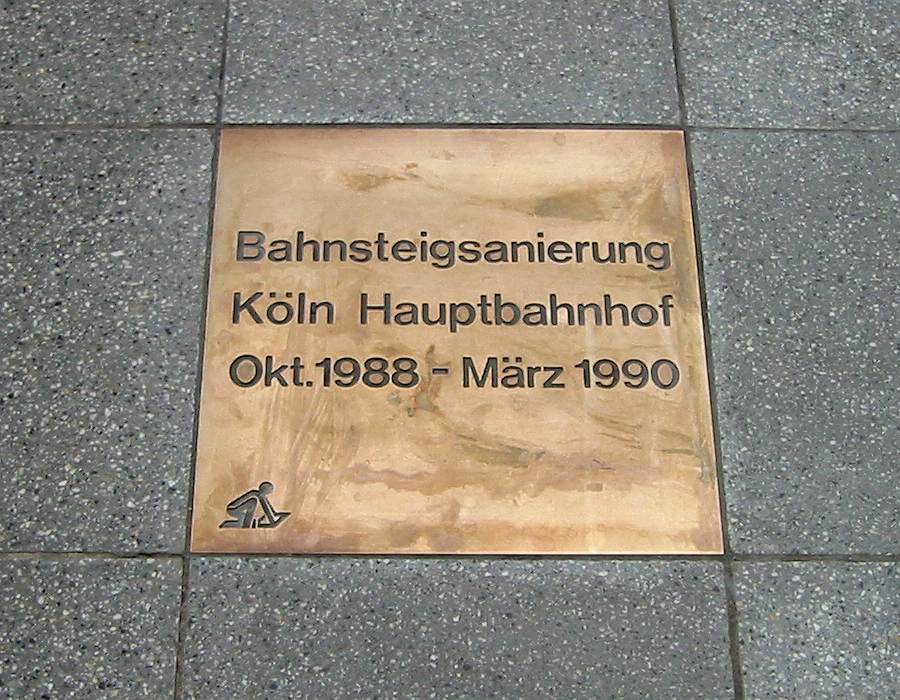 Bahnsteigsanierung
Köln Hauptbahnhof
Okt. 1988 - März 1990